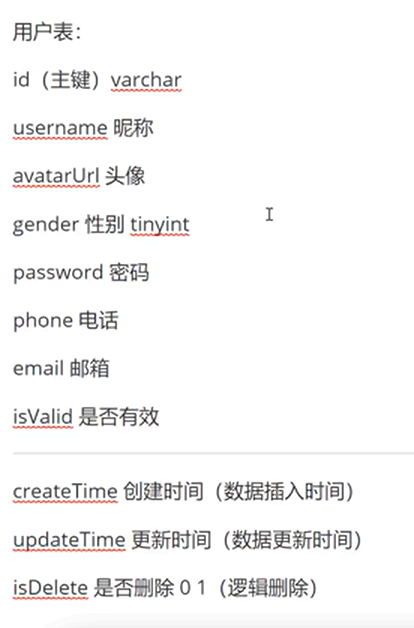 用户表：
id（主键）varchar
username 昵称
avatarUrl 头像
gender 性别 tinyint
password 密码
phone 电话
email 邮箱
isValid 是否有效
createTime 创建时间（数据插入时间）
updateTime 更新时间（数据更新时间）
isDelete 是否删除 0 1（逻辑删除）